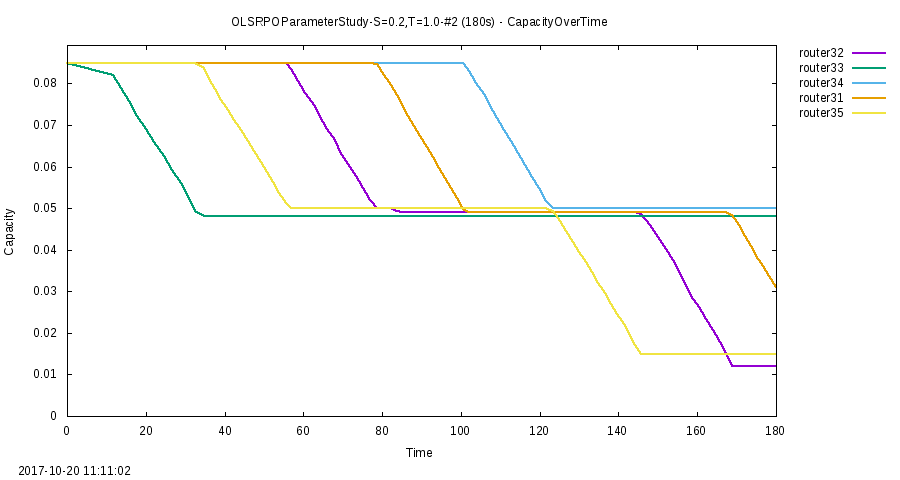 OLSRPOParameterStudy-S=0.2,T=1.0-#2 (180s) - CapacityOverTime
router32
router33
router34
router31
router35
0.08
0.07
0.06
0.05
0.04
0.03
0.02
0.01
0
Capacity
0 20 40 60 80 100 120 140 160 180
Time
2017-10-20 11:11:02